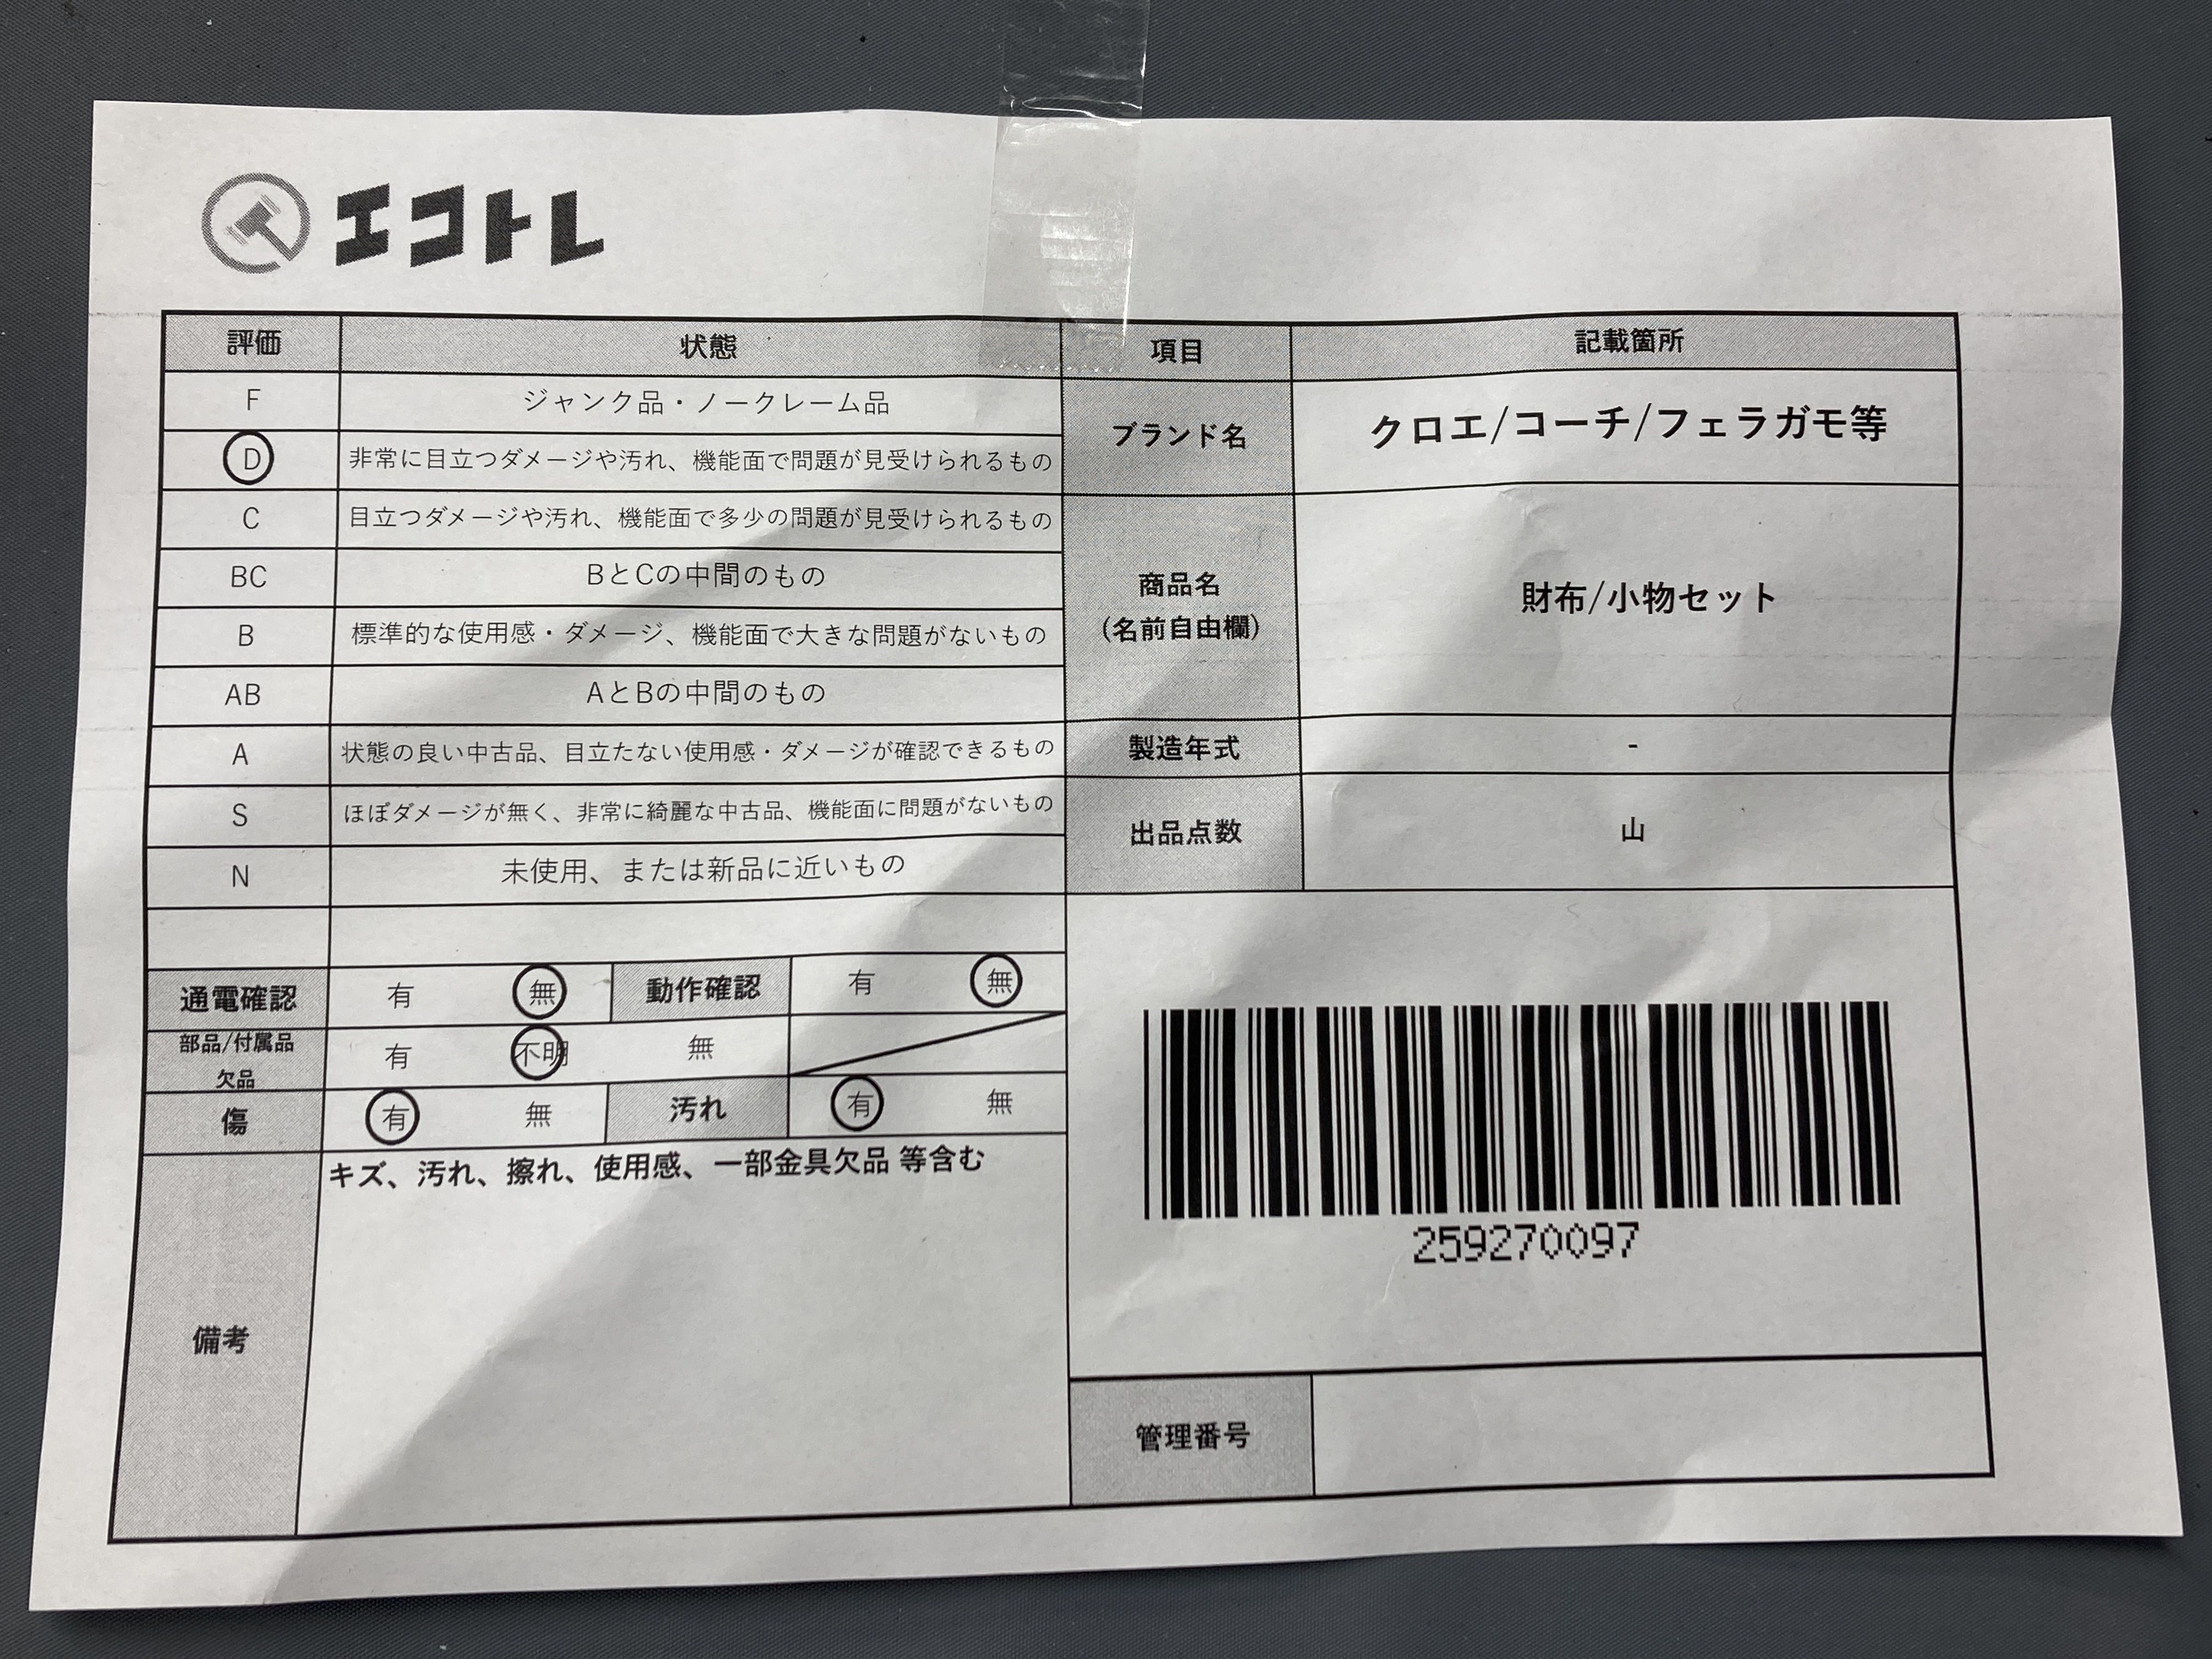 エコトレ
評価 状態
F ジャンク品・ノークレーム品
D 非常に目立つダメージや汚れ、機能面で問題が見受けられるもの
C 目立つダメージや汚れ、機能面で多少の問題が見受けられるもの
BC BとCの中間のもの
B 標準的な使用感・ダメージ、機能面で大きな問題がないもの
AB AとBの中間のもの
A 状態の良い中古品、目立たない使用感・ダメージが確認できるもの
S ほぼダメージが無く、非常に綺麗な中古品、機能面に問題がないもの
N 未使用、または新品に近いもの
通電確認 有 無 動作確認 有 無
部品/付属品
欠品 有 不明 無
傷 有 無 汚れ 有 無
備考 キズ、汚れ、擦れ、使用感、一部金具欠品 等含む
項目 記載箇所
ブランド名 クロエ/コーチ/フェラガモ等
商品名
(名前自由欄) 財布/小物セット
製造年式 -
出品点数 山
259270097
管理番号